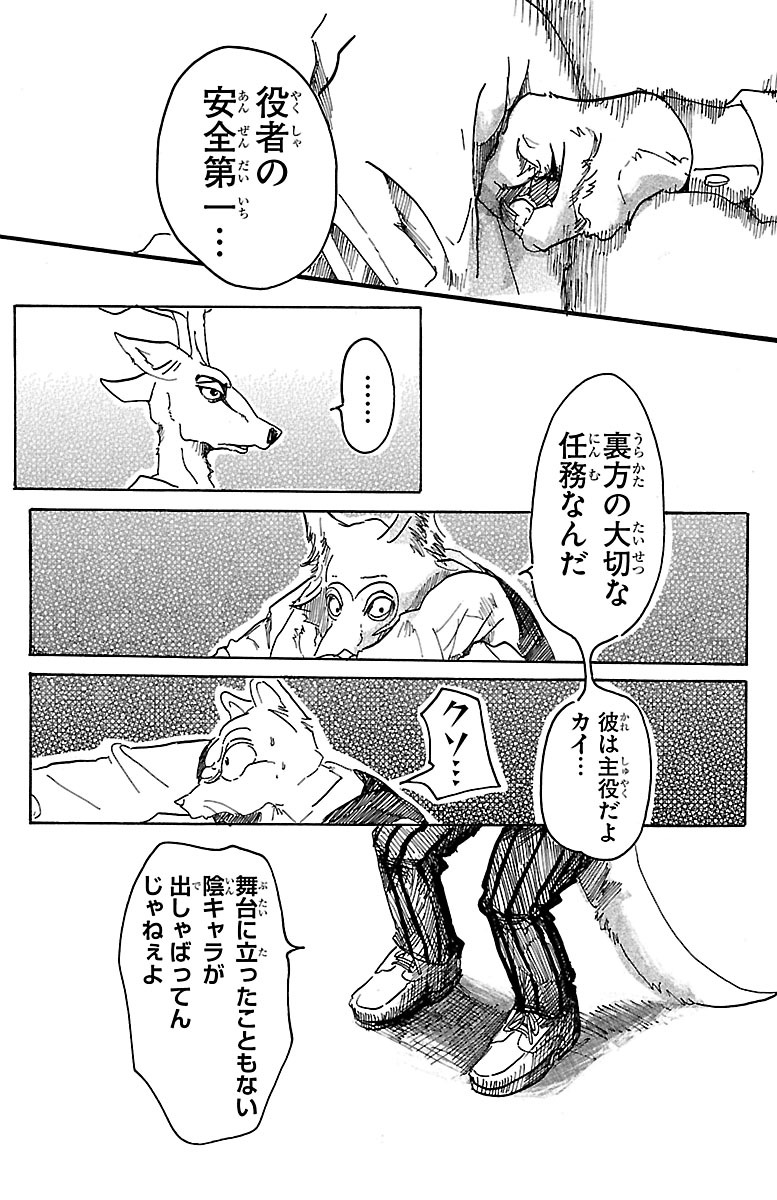 役者の
安全第一…
………
裏方の大切な
任務なんだ
彼は主役だよ
カイ…
クソ…
舞台に立ったこともない
陰キャラが
出しゃばってん
じゃねぇよ